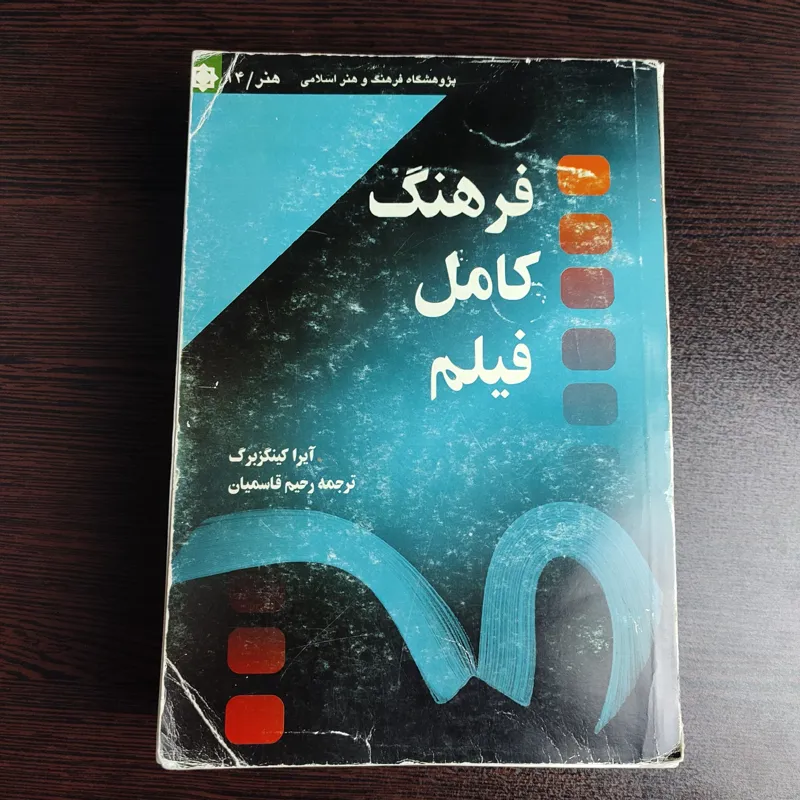 پژوهشگاه فرهنگ و هنر اسلامی هنر/۱۴
فرهنگ
کامل
فیلم
آیرا کینگزبرگ
ترجمه رحیم قاسمیان